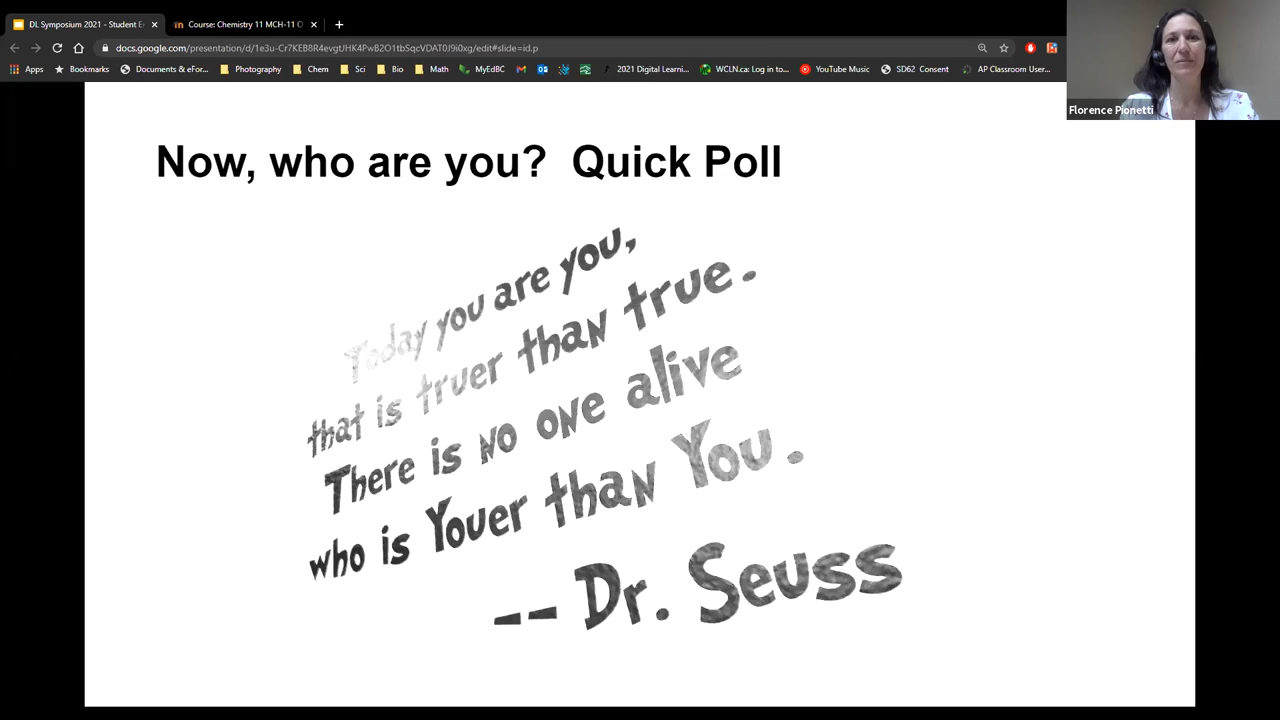 DL Symposium 2021 - Student E
Course: Chemistry 11 MCH-11 O
docs.google.com/presentation/d/1e3u-Cr7KEB8R4evgtUHK4PwB2O1tbSqcVDAT0J9i0xg/edit#slide=id.p
Apps Bookmarks Documents & eFor... Photography Chem Sci Bio Math MyEdBC 2021 Digital Learni... WCLN.ca: Log in to... YouTube Music SD62 Consent AP Classroom User...
Florence Pionetti
Now, who are you? Quick Poll
Today you are you,
that is truer than true.
There is no one alive
who is Youer than You.
-- Dr. Seuss